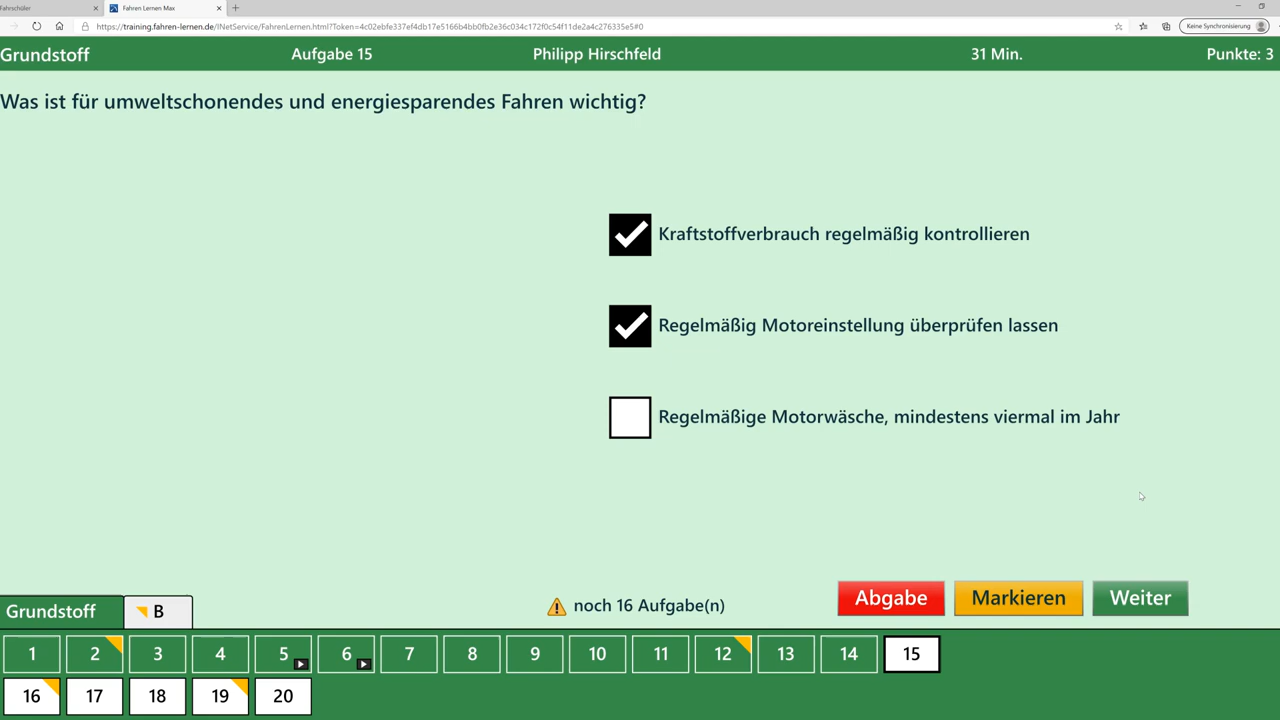 Fahrschüler
Fahren Lernen Max
https://training.fahren-lernen.de/INetService/FahrenLernen.html?Token=4c02ebfe337ef4db17e5166b4bb0fb2e36c034c172f0c54f11de2a4c276335e5#0
Keine Synchronisierung
Grundstoff Aufgabe 15 Philipp Hirschfeld 31 Min. Punkte: 3
Was ist für umweltschonendes und energiesparendes Fahren wichtig?
Kraftstoffverbrauch regelmäßig kontrollieren
Regelmäßig Motoreinstellung überprüfen lassen
Regelmäßige Motorwäsche, mindestens viermal im Jahr
Grundstoff B noch 16 Aufgabe(n) Abgabe Markieren Weiter
1 2 3 4 5 6 7 8 9 10 11 12 13 14 15
16 17 18 19 20